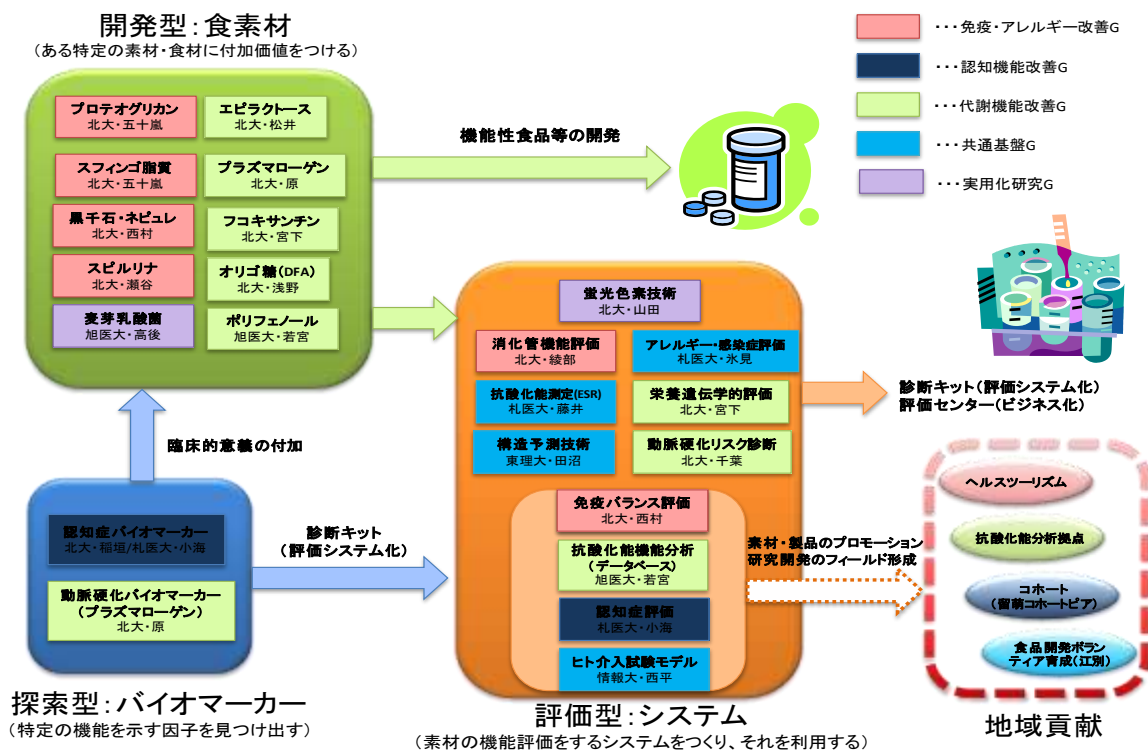 開発型：食素材
（ある特定の素材・食材に付加価値をつける）
プロテオグリカン
北大・五十嵐
エピラクトース
北大・松井
スフィンゴ脂質
北大・五十嵐
プラズマローゲン
北大・原
黒千石・ネピュレ
北大・西村
フコキサンチン
北大・宮下
スピルリナ
北大・瀬谷
オリゴ糖（DFA）
北大・浅野
麦芽乳酸菌
旭医大・高後
ポリフェノール
旭医大・若宮
機能性食品等の開発
・・・免疫・アレルギー改善G
・・・認知機能改善G
・・・代謝機能改善G
・・・共通基盤G
・・・実用化研究G
臨床的意義の付加
認知症バイオマーカー
北大・稲垣/札医大・小海
動脈硬化バイオマーカー
（プラズマローゲン）
北大・原
探索型：バイオマーカー
（特定の機能を示す因子を見つけ出す）
診断キット
（評価システム化）
蛍光色素技術
北大・山田
消化管機能評価
北大・綾部
アレルギー・感染症評価
札医大・氷見
抗酸化能測定(ESR)
札医大・藤井
栄養遺伝学的評価
北大・宮下
構造予測技術
東理大・田沼
動脈硬化リスク診断
北大・千葉
免疫バランス評価
北大・西村
抗酸化能機能分析
（データベース）
旭医大・若宮
認知症評価
札医大・小海
ヒト介入試験モデル
情報大・西平
評価型：システム
（素材の機能評価をするシステムをつくり、それを利用する）
診断キット（評価システム化）
評価センター（ビジネス化）
素材・製品のプロモーション
研究開発のフィールド形成
ヘルスツーリズム
抗酸化能分析拠点
コホート
（留萌コホートピア）
食品開発ボラン
ティア育成（江別）
地域貢献